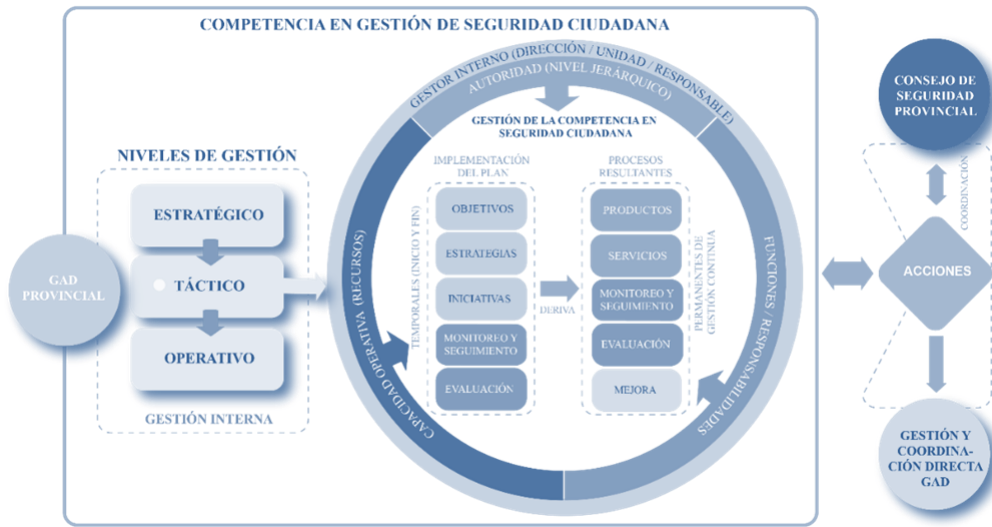 COMPETENCIA EN GESTIÓN DE SEGURIDAD CIUDADANA
GAD
PROVINCIAL
NIVELES DE GESTIÓN
ESTRATÉGICO
TÁCTICO
OPERATIVO
GESTIÓN INTERNA
GESTOR INTERNO (DIRECCIÓN / UNIDAD / RESPONSABLE)
AUTORIDAD (NIVEL JERÁRQUICO)
CAPACIDAD OPERATIVA (RECURSOS)
FUNCIONES / RESPONSABILIDADES
GESTIÓN DE LA COMPETENCIA EN
SEGURIDAD CIUDADANA
IMPLEMENTACIÓN
DEL PLAN
TEMPORALES (INICIO Y FIN)
OBJETIVOS
ESTRATEGIAS
INICIATIVAS
MONITOREO Y
SEGUIMIENTO
EVALUACIÓN
DERIVA
PROCESOS
RESULTANTES
PRODUCTOS
SERVICIOS
MONITOREO Y
SEGUIMIENTO
EVALUACIÓN
MEJORA
PERMANENTES DE
GESTIÓN CONTINUA
CONSEJO DE
SEGURIDAD
PROVINCIAL
COORDINACIÓN
ACCIONES
GESTIÓN Y
COORDINA-
CIÓN DIRECTA
GAD